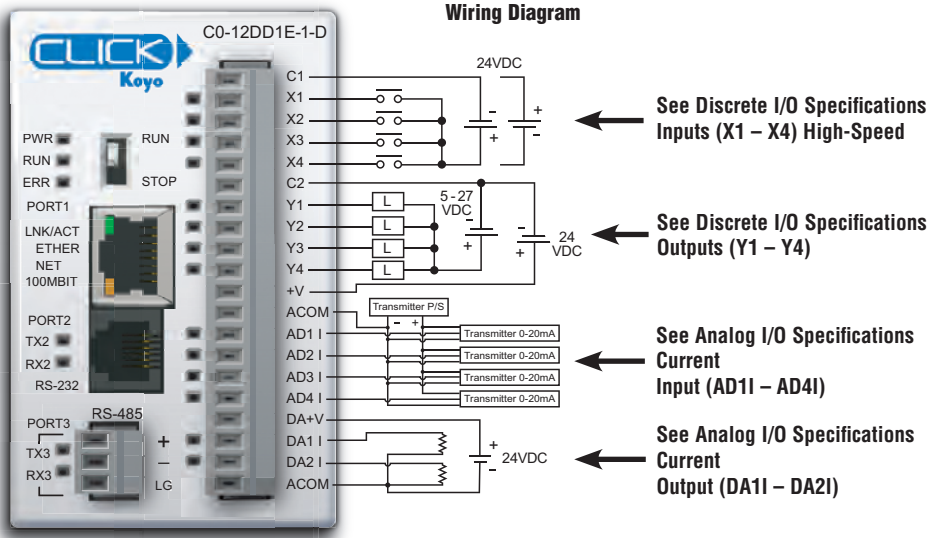 Wiring Diagram
CLICK
Koyo
C0-12DD1E-1-D
PWR
RUN
ERR
RUN
STOP
PORT1
LNK/ACT
ETHER
NET
100MBIT
PORT2
TX2
RX2
RS-232
PORT3
RS-485
TX3
RX3
+
–
LG
C1
X1
X2
X3
X4
C2
Y1
Y2
Y3
Y4
+V
ACOM
AD1 I
AD2 I
AD3 I
AD4 I
DA+V
DA1 I
DA2 I
ACOM
24VDC
-
+
+
-
L
L
L
L
5-27
VDC
-
+
-
+
24
VDC
Transmitter P/S
- +
Transmitter 0-20mA
Transmitter 0-20mA
Transmitter 0-20mA
Transmitter 0-20mA
+
24VDC
-
See Discrete I/O Specifications
Inputs (X1 – X4) High-Speed
See Discrete I/O Specifications
Outputs (Y1 – Y4)
See Analog I/O Specifications
Current
Input (AD1I – AD4I)
See Analog I/O Specifications
Current
Output (DA1I – DA2I)